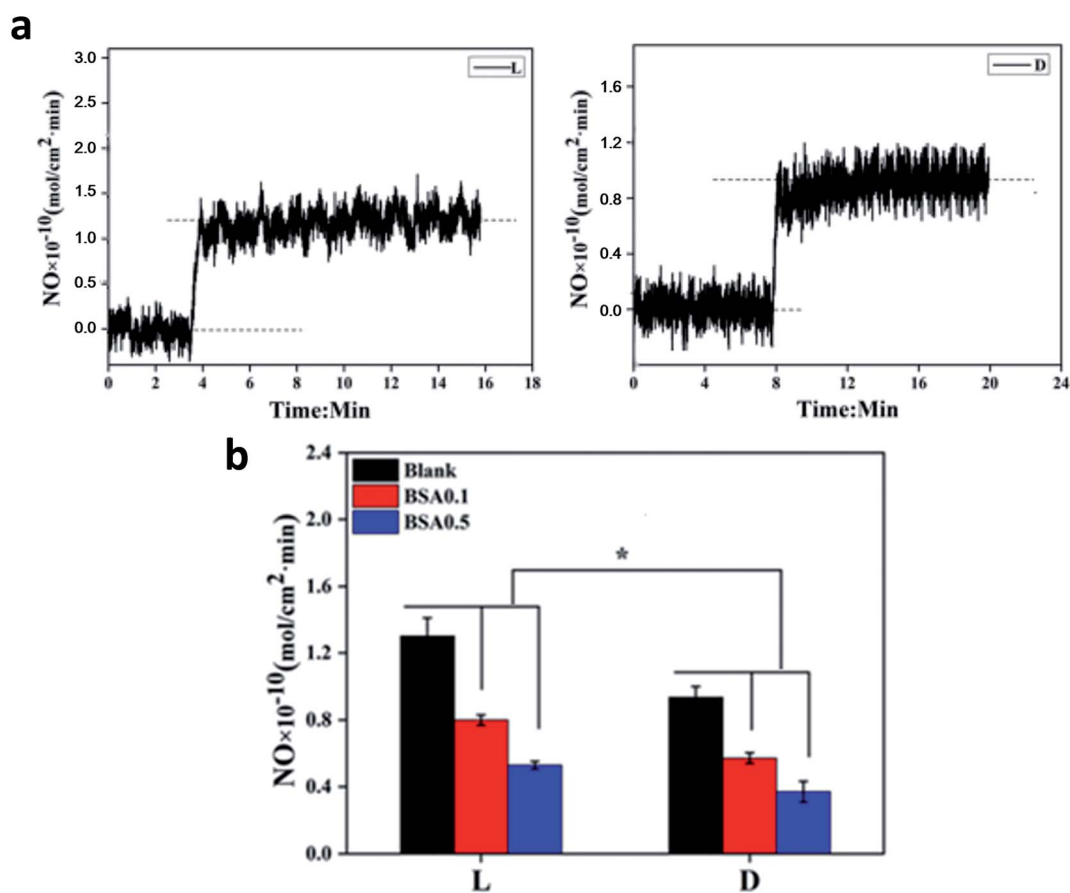 a
3.0
2.5
2.0
1.5
1.0
0.5
0.0
NO×10⁻¹⁰(mol/cm²·min)
L
0 2 4 6 8 10 12 14 16 18
Time:Min
1.6
1.2
0.8
0.4
0.0
NO×10⁻¹⁰(mol/cm²·min)
D
0 4 8 12 16 20 24
Time:Min
b
2.4
2.0
1.6
1.2
0.8
0.4
0.0
NO×10⁻¹⁰(mol/cm²·min)
Blank
BSA0.1
BSA0.5
*
L D